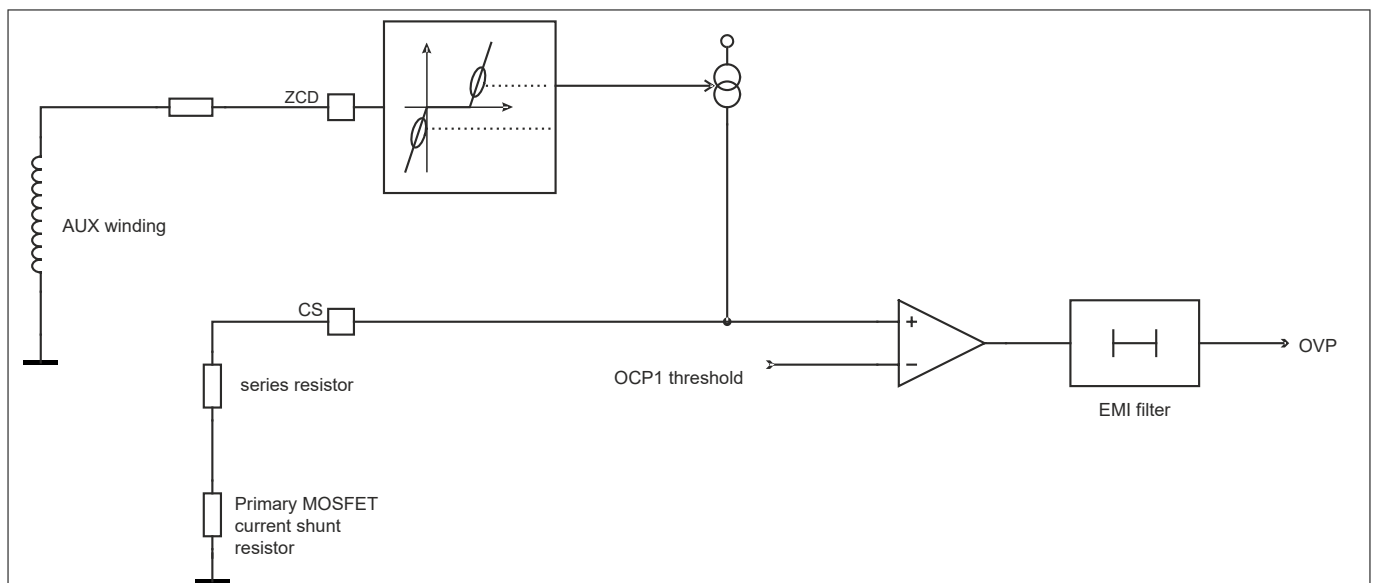 ZCD
AUX winding
CS
series resistor
OCP1 threshold
+
−
OVP
EMI filter
Primary MOSFET
current shunt
resistor